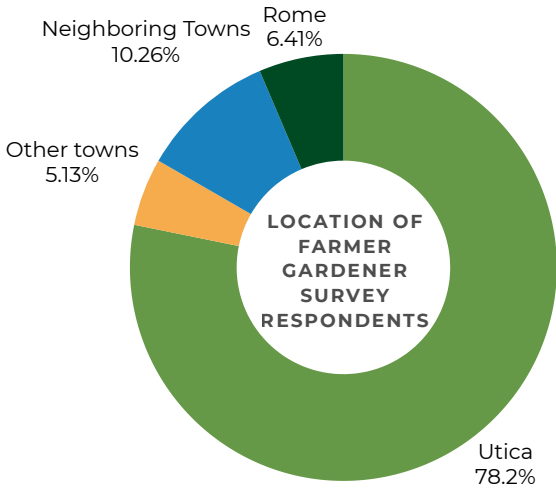 Rome
6.41%
Neighboring Towns
10.26%
Other towns
5.13%
LOCATION OF
FARMER
GARDENER
SURVEY
RESPONDENTS
Utica
78.2%